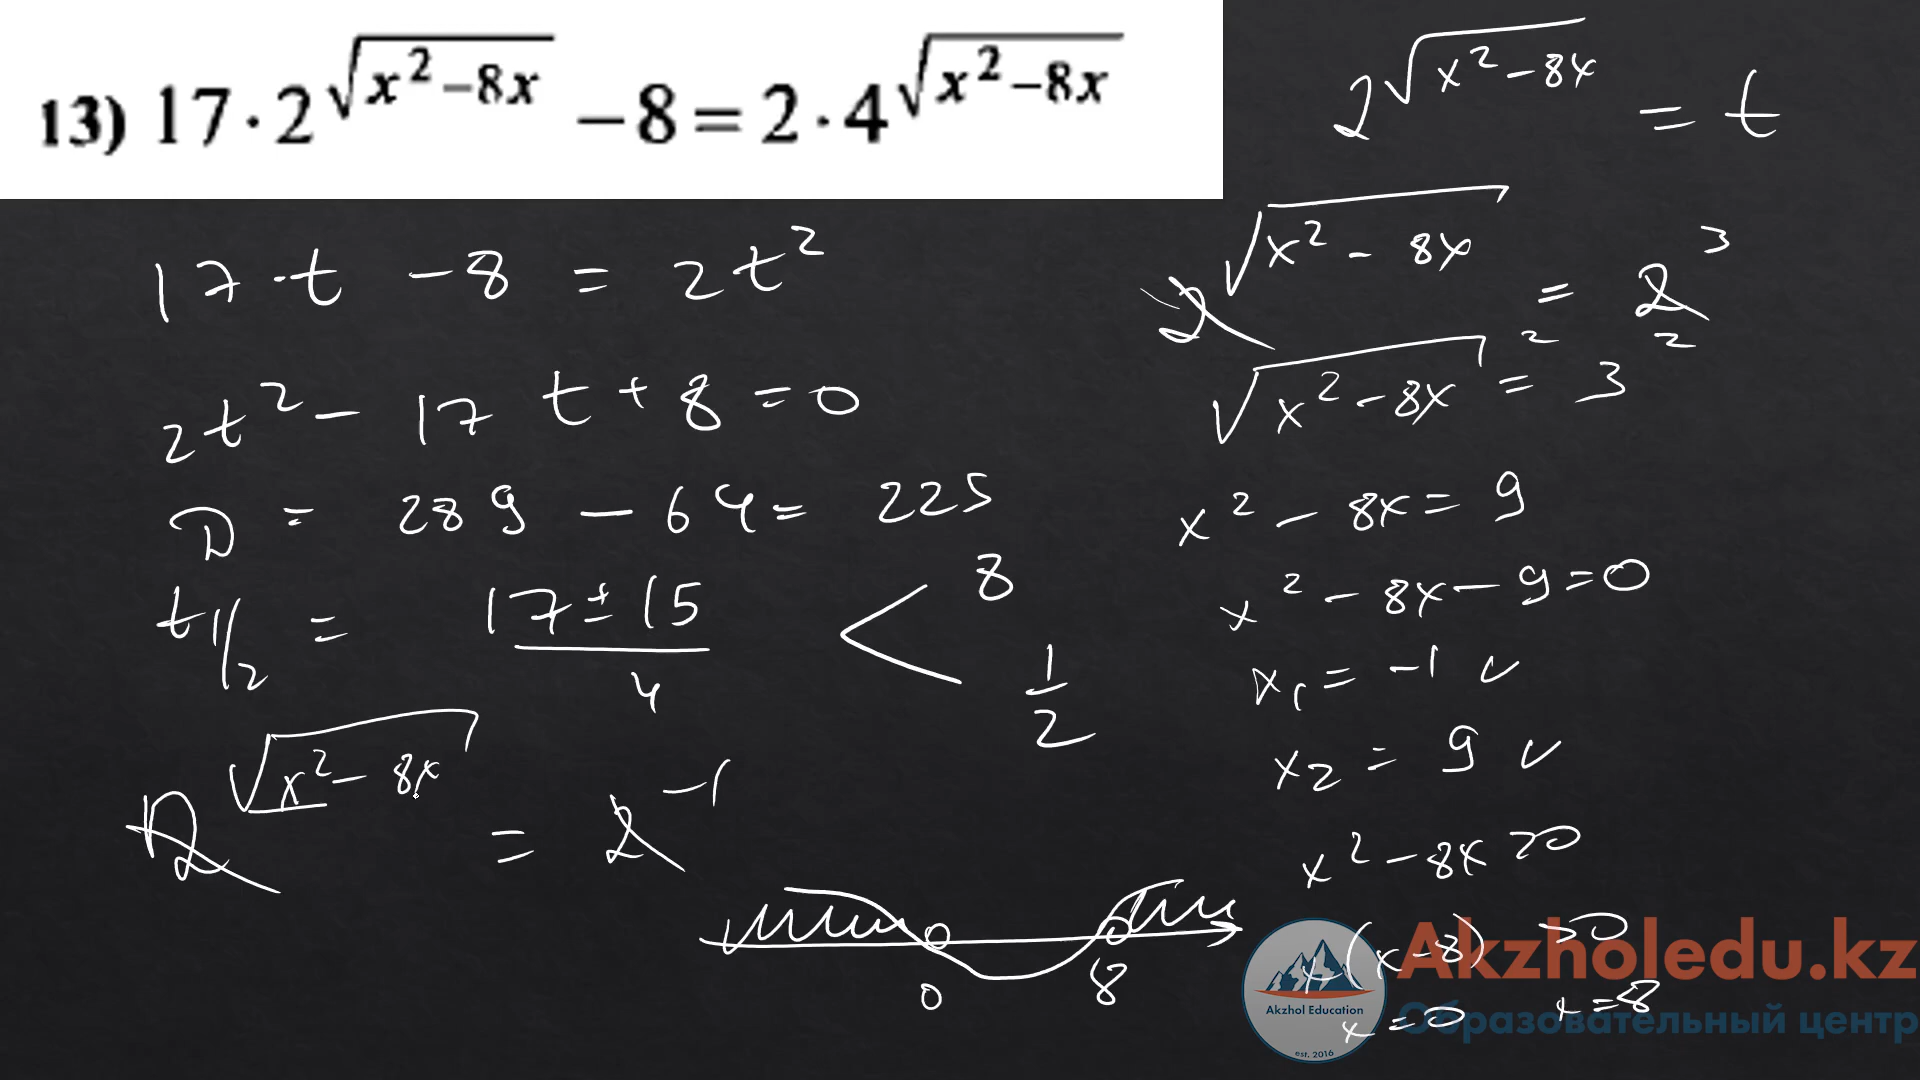 13) 17 · 2^√(x² − 8x) − 8 = 2 · 4^√(x² − 8x)
17 · t − 8 = 2t²
2t² − 17t + 8 = 0
D = 289 − 64 = 225
t1/2 = (17 ± 15)/4 < 8
1/2
2^√(x² − 8x) = 2^−1
0 8
2^√(x² − 8x) = t
2^√(x² − 8x) = 2³
√(x² − 8x)² = 3²
x² − 8x = 9
x² − 8x − 9 = 0
x1 = −1 v
x2 = 9 v
x² − 8x > 0
x(x − 8) > 0
x = 0 x = 8
Akzholedu.kz
Образовательный центр
Akzhol Education
est. 2016